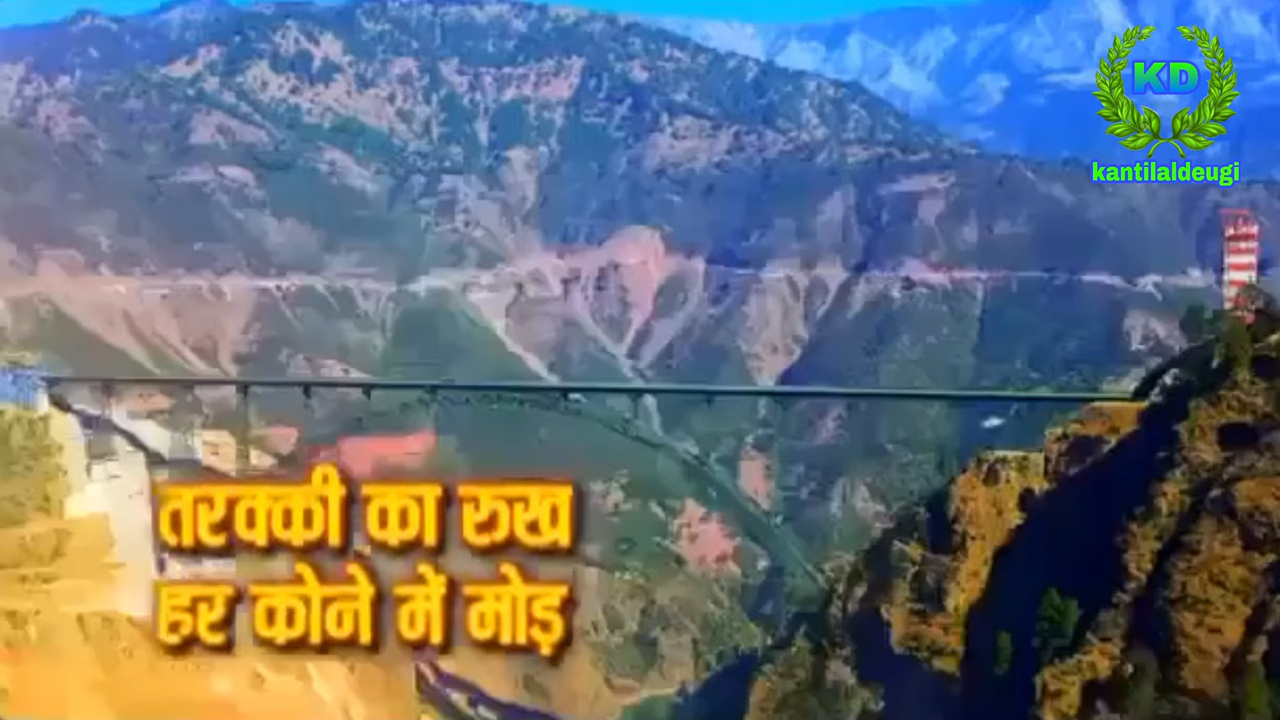 KD
kantilaldeugi
तरक्की का रुख
हर कोने में मोड़